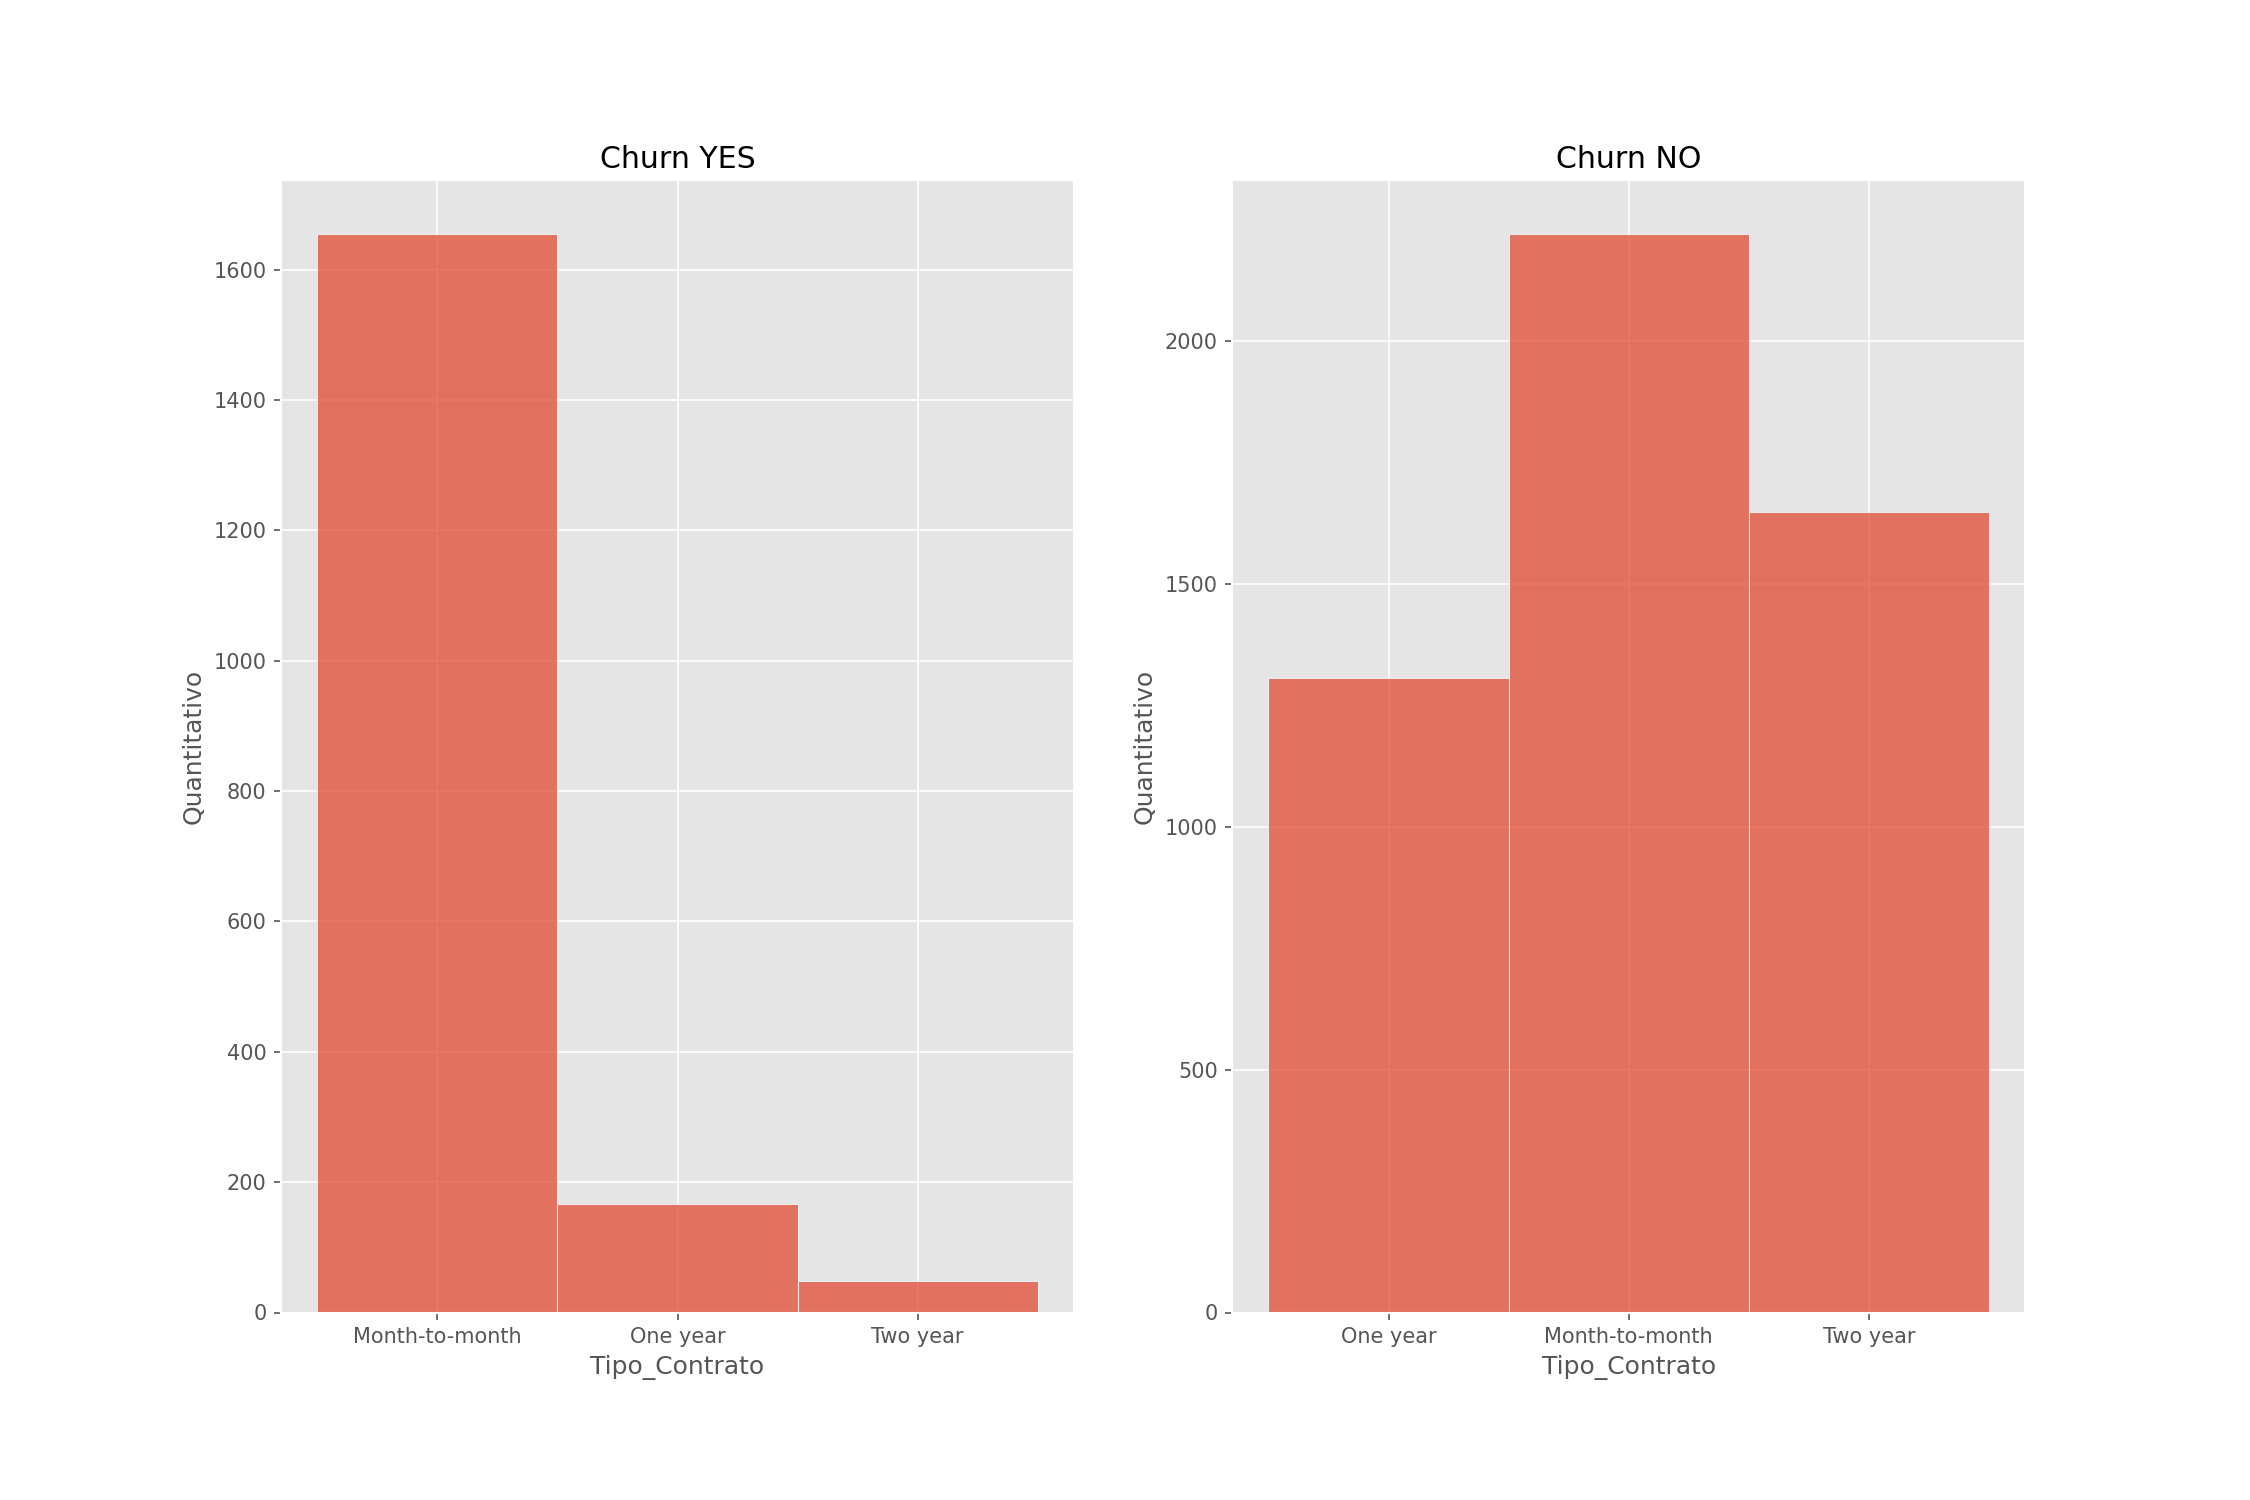 Churn YES
1600
1400
1200
1000
800
600
400
200
0
Quantitativo
Month-to-month One year Two year
Tipo_Contrato
Churn NO
2000
1500
1000
500
0
Quantitativo
One year Month-to-month Two year
Tipo_Contrato